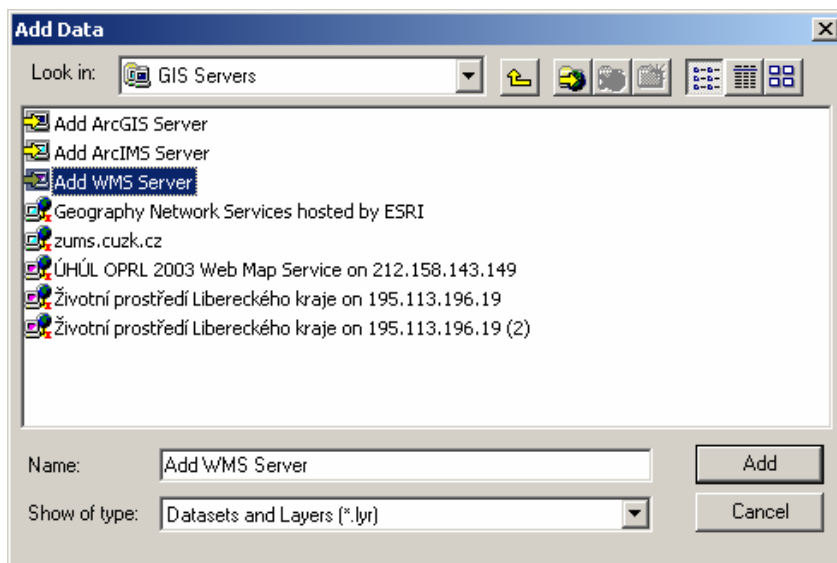 Add Data
Look in: GIS Servers
Add ArcGIS Server
Add ArcIMS Server
Add WMS Server
Geography Network Services hosted by ESRI
zums.cuzk.cz
ÚHÚL OPRL 2003 Web Map Service on 212.158.143.149
Životní prostředí Libereckého kraje on 195.113.196.19
Životní prostředí Libereckého kraje on 195.113.196.19 (2)
Name: Add WMS Server Add
Show of type: Datasets and Layers (*.lyr) Cancel